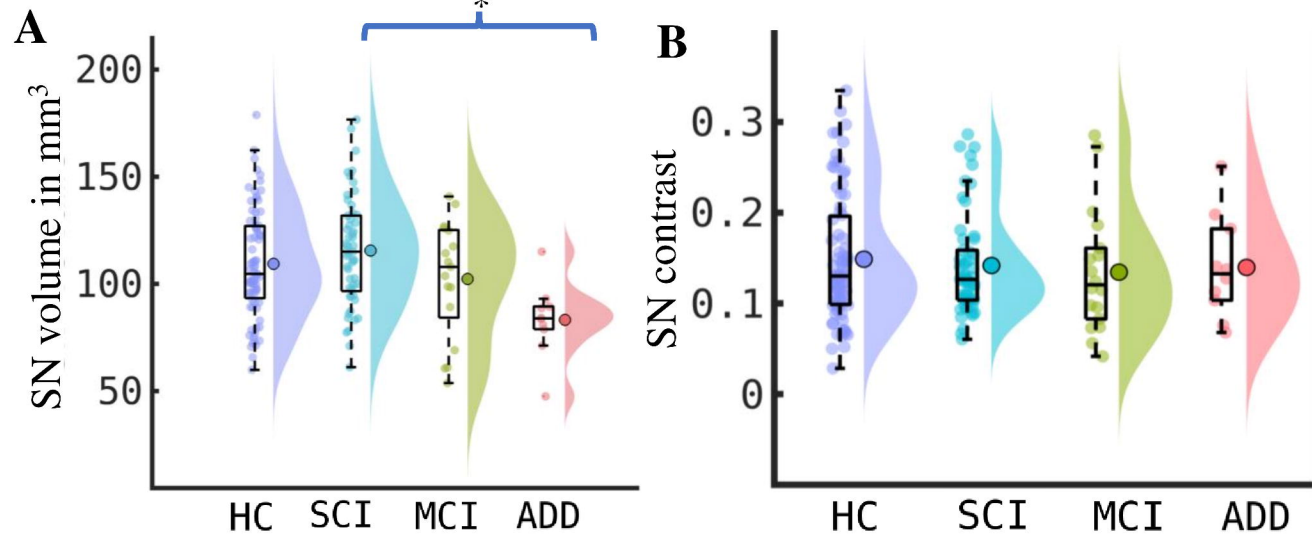 *
A
B
SN volume in mm³
200
150
100
50
HC SCI MCI ADD
SN contrast
0.3
0.2
0.1
0
HC SCI MCI ADD